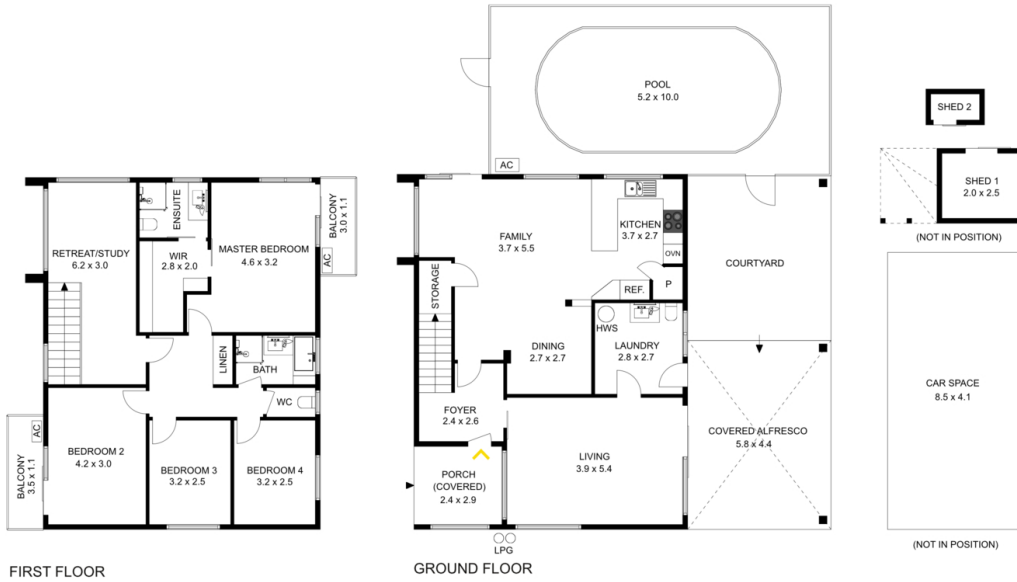 POOL
5.2 x 10.0
AC
SHED 2
SHED 1
2.0 x 2.5
(NOT IN POSITION)
BALCONY
3.0 x 1.1
AC
ENSUITE
WIR
2.8 x 2.0
MASTER BEDROOM
4.6 x 3.2
RETREAT/STUDY
6.2 x 3.0
LINEN
BATH
WC
BEDROOM 2
4.2 x 3.0
BEDROOM 3
3.2 x 2.5
BEDROOM 4
3.2 x 2.5
AC
BALCONY
3.5 x 1.1
FIRST FLOOR
FAMILY
3.7 x 5.5
KITCHEN
3.7 x 2.7
OVN
P
REF.
STORAGE
HWS
LAUNDRY
2.8 x 2.7
DINING
2.7 x 2.7
FOYER
2.4 x 2.6
LIVING
3.9 x 5.4
PORCH
(COVERED)
2.4 x 2.9
LPG
GROUND FLOOR
COURTYARD
COVERED ALFRESCO
5.8 x 4.4
CAR SPACE
8.5 x 4.1
(NOT IN POSITION)